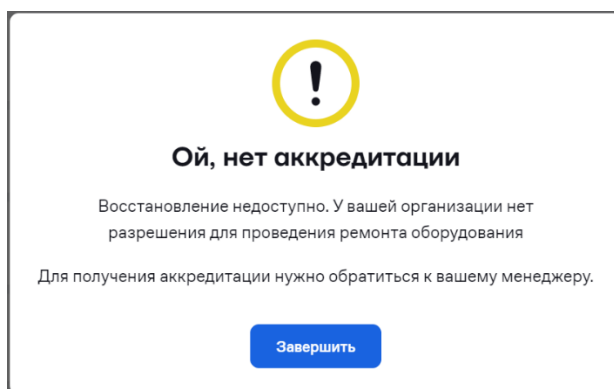 Ой, нет аккредитации
Восстановление недоступно. У вашей организации нет
разрешения для проведения ремонта оборудования
Для получения аккредитации нужно обратиться к вашему менеджеру.
Завершить